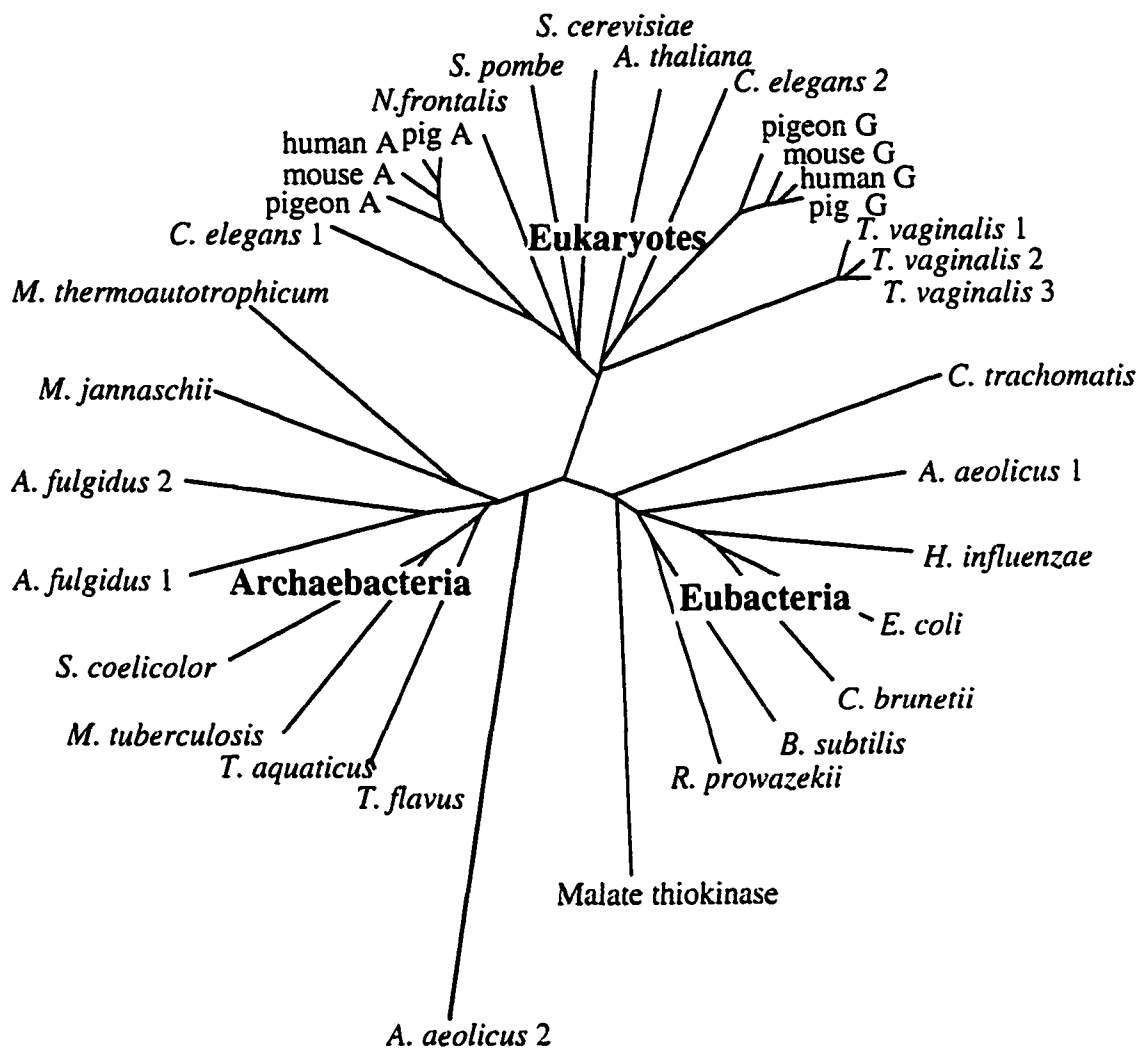 S. cerevisiae
A. thaliana
S. pombe
C. elegans 2
N.frontalis
pigeon G
human A
pig A
mouse G
mouse A
human G
pigeon A
pig G
C. elegans 1
Eukaryotes
T. vaginalis 1
T. vaginalis 2
M. thermoautotrophicum
T. vaginalis 3
C. trachomatis
M. jannaschii
A. aeolicus 1
A. fulgidus 2
H. influenzae
A. fulgidus 1
Archaebacteria
Eubacteria
E. coli
S. coelicolor
C. brunetii
M. tuberculosis
B. subtilis
T. aquaticus
R. prowazekii
T. flavus
Malate thiokinase
A. aeolicus 2